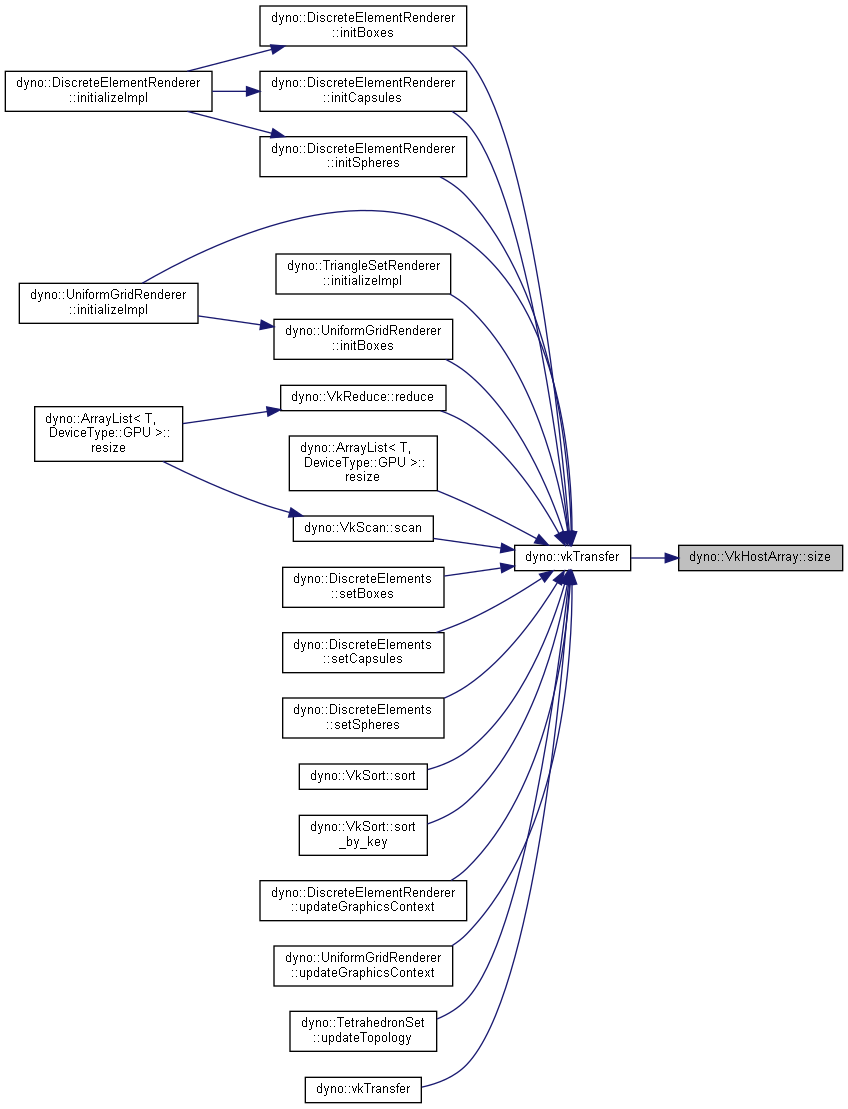 dyno::DiscreteElementRenderer
::initBoxes
dyno::DiscreteElementRenderer
::initializeImpl
dyno::DiscreteElementRenderer
::initCapsules
dyno::DiscreteElementRenderer
::initSpheres
dyno::TriangleSetRenderer
::initializeImpl
dyno::UniformGridRenderer
::initializeImpl
dyno::UniformGridRenderer
::initBoxes
dyno::VkReduce::reduce
dyno::ArrayList< T,
DeviceType::GPU >::
resize
dyno::ArrayList< T,
DeviceType::GPU >::
resize
dyno::VkScan::scan
dyno::vkTransfer
dyno::VkHostArray::size
dyno::DiscreteElements
::setBoxes
dyno::DiscreteElements
::setCapsules
dyno::DiscreteElements
::setSpheres
dyno::VkSort::sort
dyno::VkSort::sort
_by_key
dyno::DiscreteElementRenderer
::updateGraphicsContext
dyno::UniformGridRenderer
::updateGraphicsContext
dyno::TetrahedronSet
::updateTopology
dyno::vkTransfer